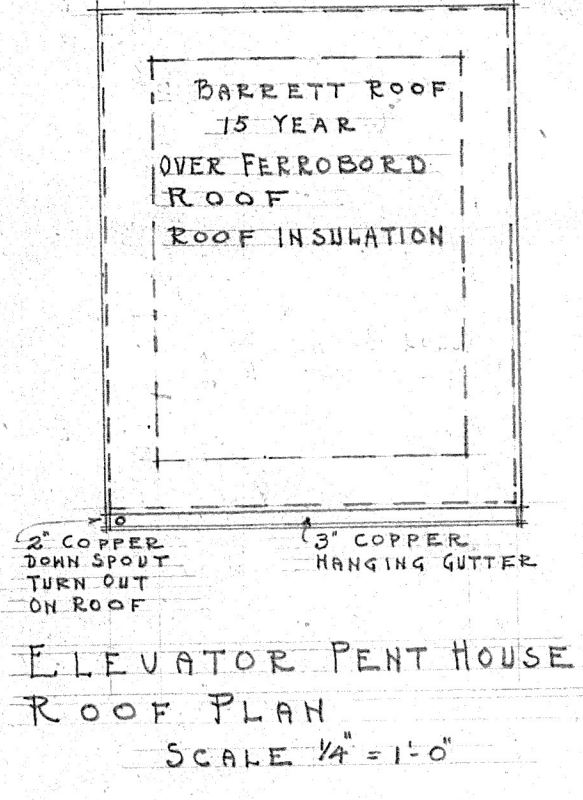 BARRETT ROOF
15 YEAR
OVER FERROBORD
ROOF
ROOF INSULATION
2" COPPER
DOWN SPOUT
TURN OUT
ON ROOF
3" COPPER
HANGING GUTTER
ELEVATOR PENT HOUSE
ROOF PLAN
SCALE 1/4" = 1'-0"